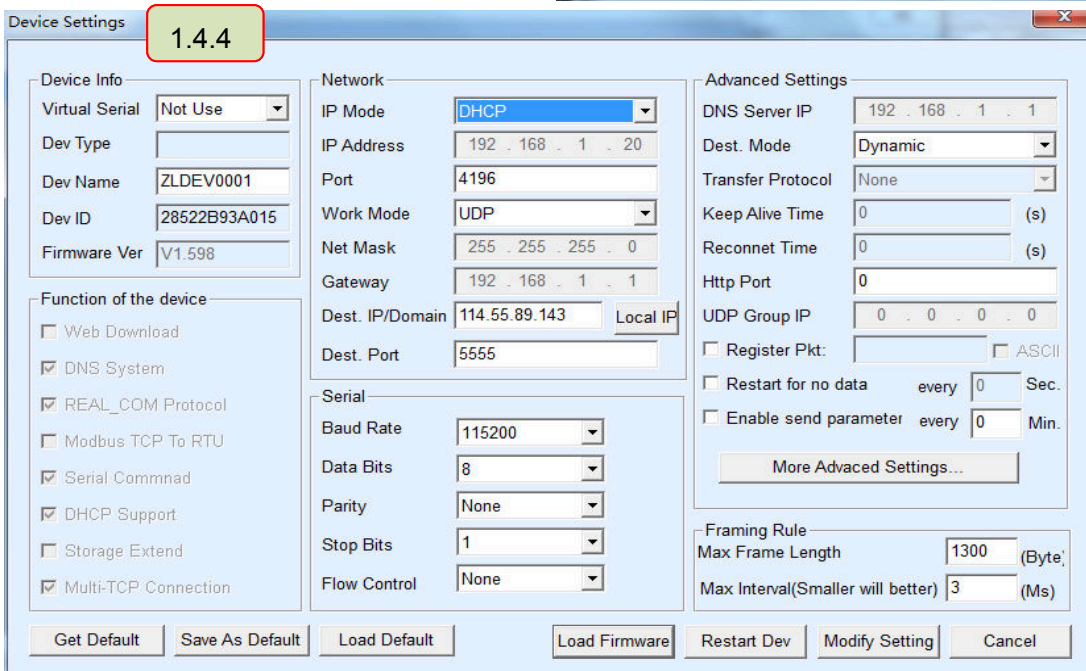 Device Settings
1.4.4
Device Info
Virtual Serial Not Use
Dev Type
Dev Name ZLDEV0001
Dev ID 28522B93A015
Firmware Ver V1.598
Function of the device
Web Download
DNS System
REAL_COM Protocol
Modbus TCP To RTU
Serial Commnad
DHCP Support
Storage Extend
Multi-TCP Connection
Network
IP Mode DHCP
IP Address 192 . 168 . 1 . 20
Port 4196
Work Mode UDP
Net Mask 255 . 255 . 255 . 0
Gateway 192 . 168 . 1 . 1
Dest. IP/Domain 114.55.89.143 Local IP
Dest. Port 5555
Serial
Baud Rate 115200
Data Bits 8
Parity None
Stop Bits 1
Flow Control None
Advanced Settings
DNS Server IP 192 . 168 . 1 . 1
Dest. Mode Dynamic
Transfer Protocol None
Keep Alive Time 0 (s)
Reconnet Time 0 (s)
Http Port 0
UDP Group IP 0 . 0 . 0 . 0
Register Pkt: ASCII
Restart for no data every 0 Sec.
Enable send parameter every 0 Min.
More Advaced Settings...
Framing Rule
Max Frame Length 1300 (Byte)
Max Interval(Smaller will better) 3 (Ms)
Get Default Save As Default Load Default Load Firmware Restart Dev Modify Setting Cancel